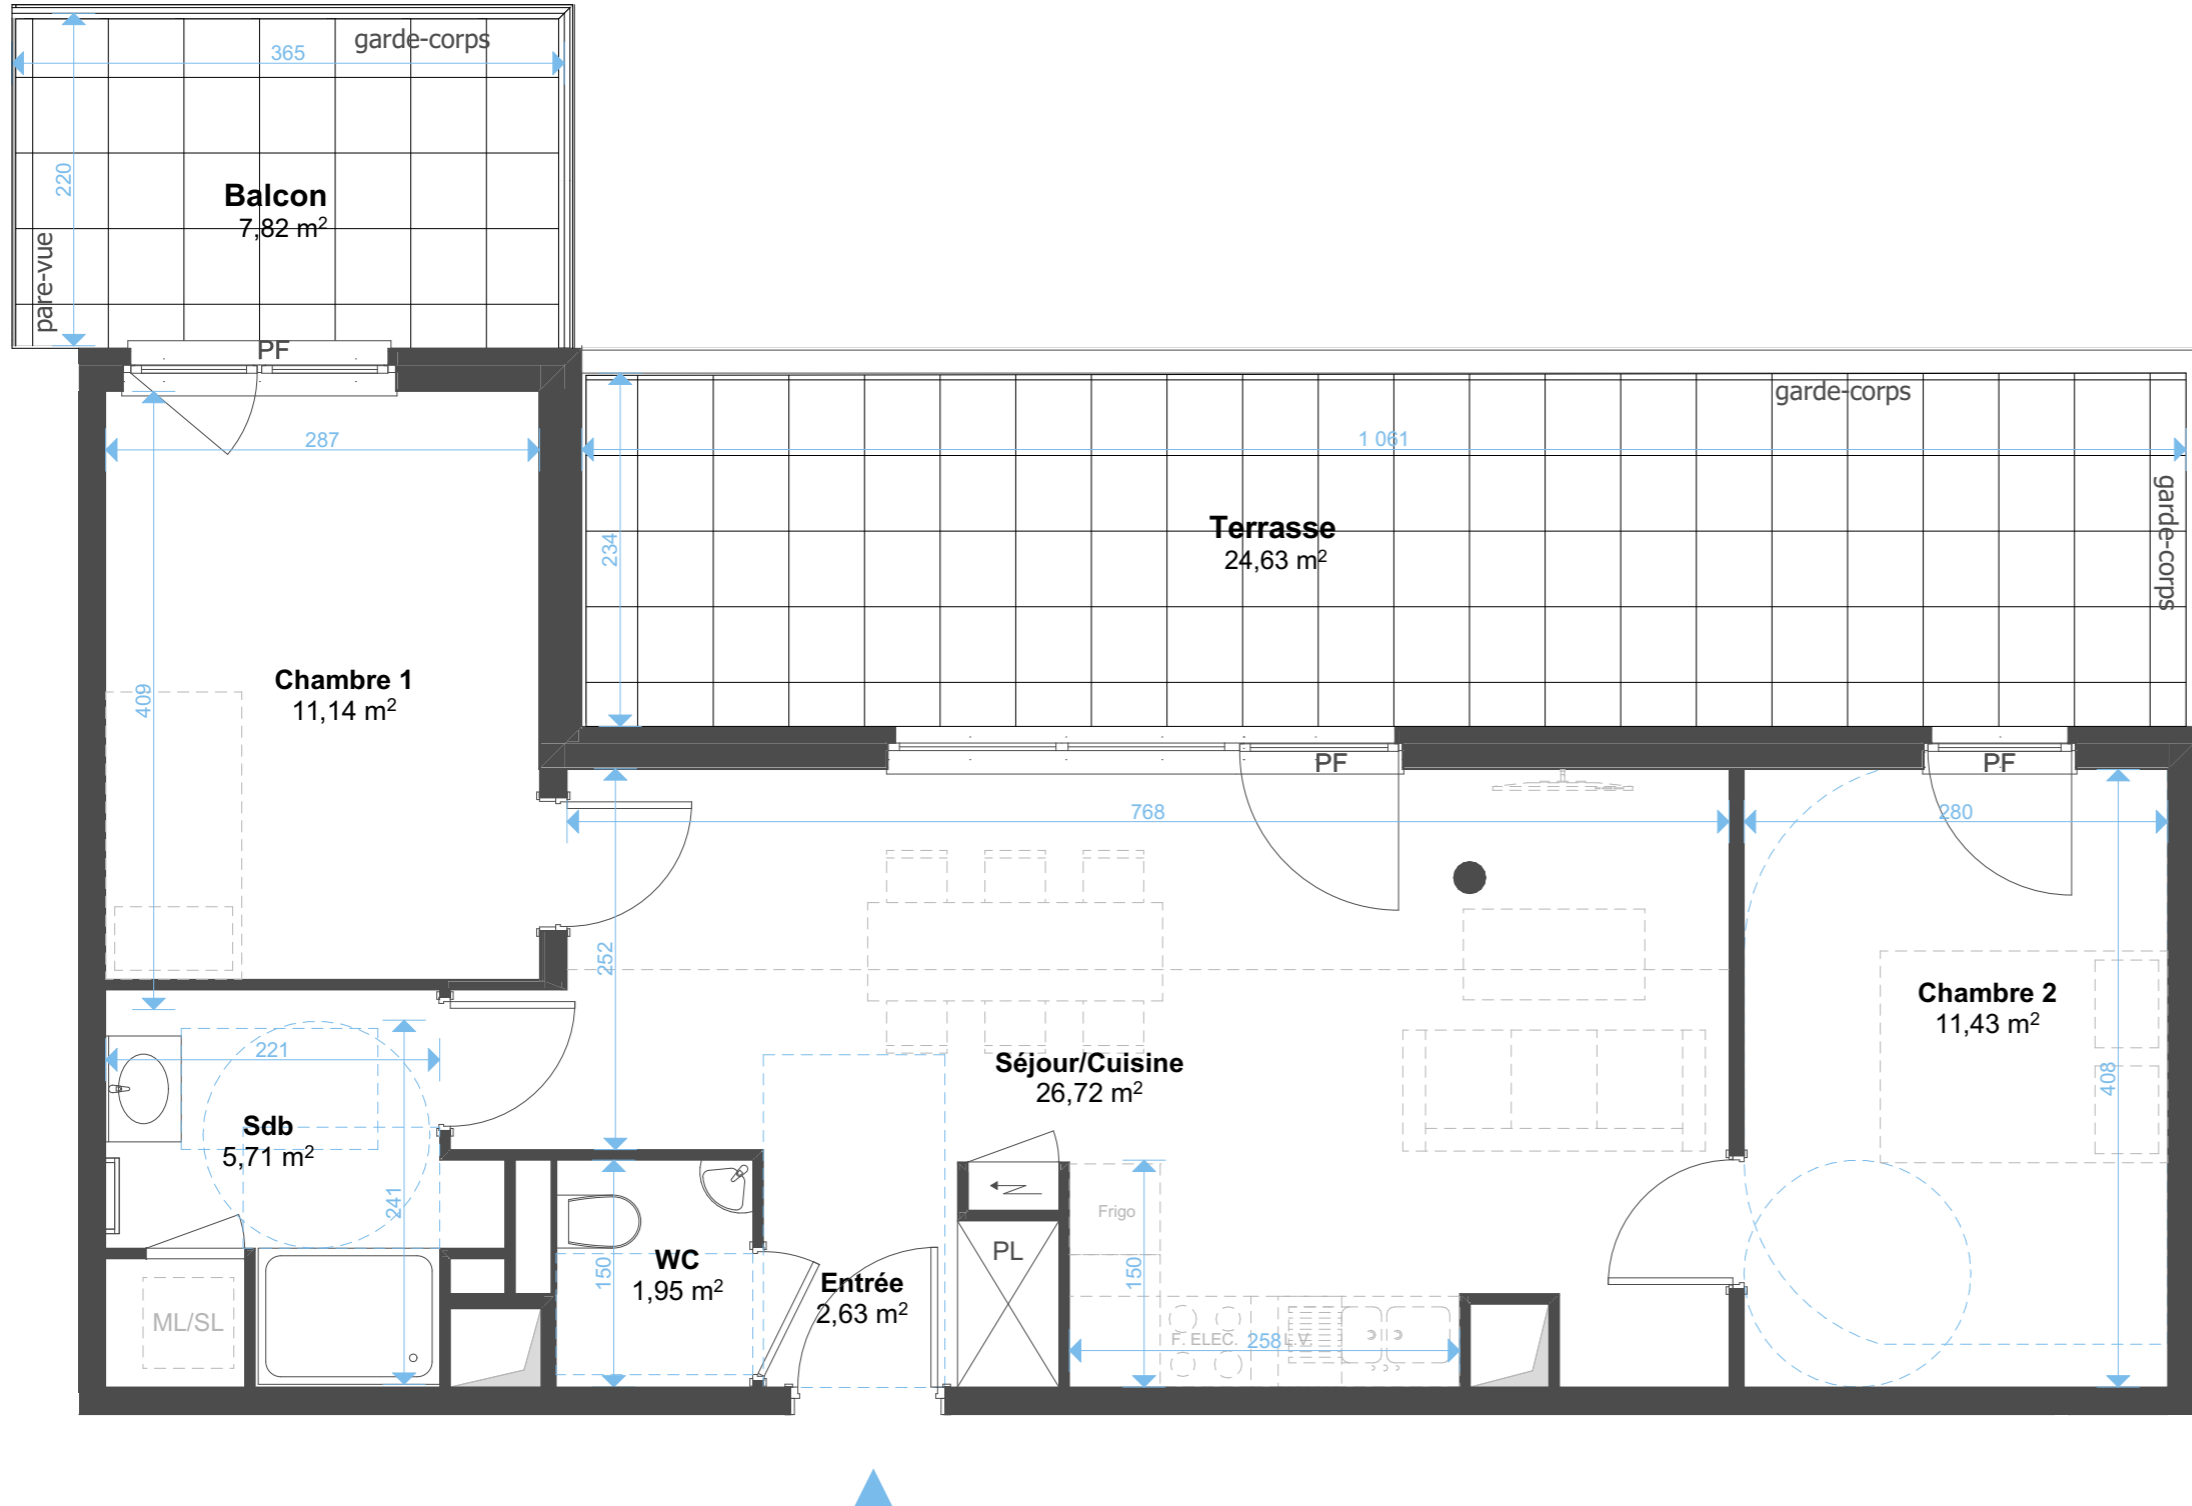 garde-corps
365
220
Balcon
7,82 m²
pare-vue
PF
garde-corps
287
1 061
garde-corps
Terrasse
24,63 m²
234
Chambre 1
11,14 m²
409
PF
PF
768
280
252
Chambre 2
11,43 m²
Séjour/Cuisine
26,72 m²
408
221
Sdb
5,71 m²
241
Frigo
PL
WC
1,95 m²
150
Entrée
2,63 m²
150
ML/SL
F. ELEC.
258
L.V.